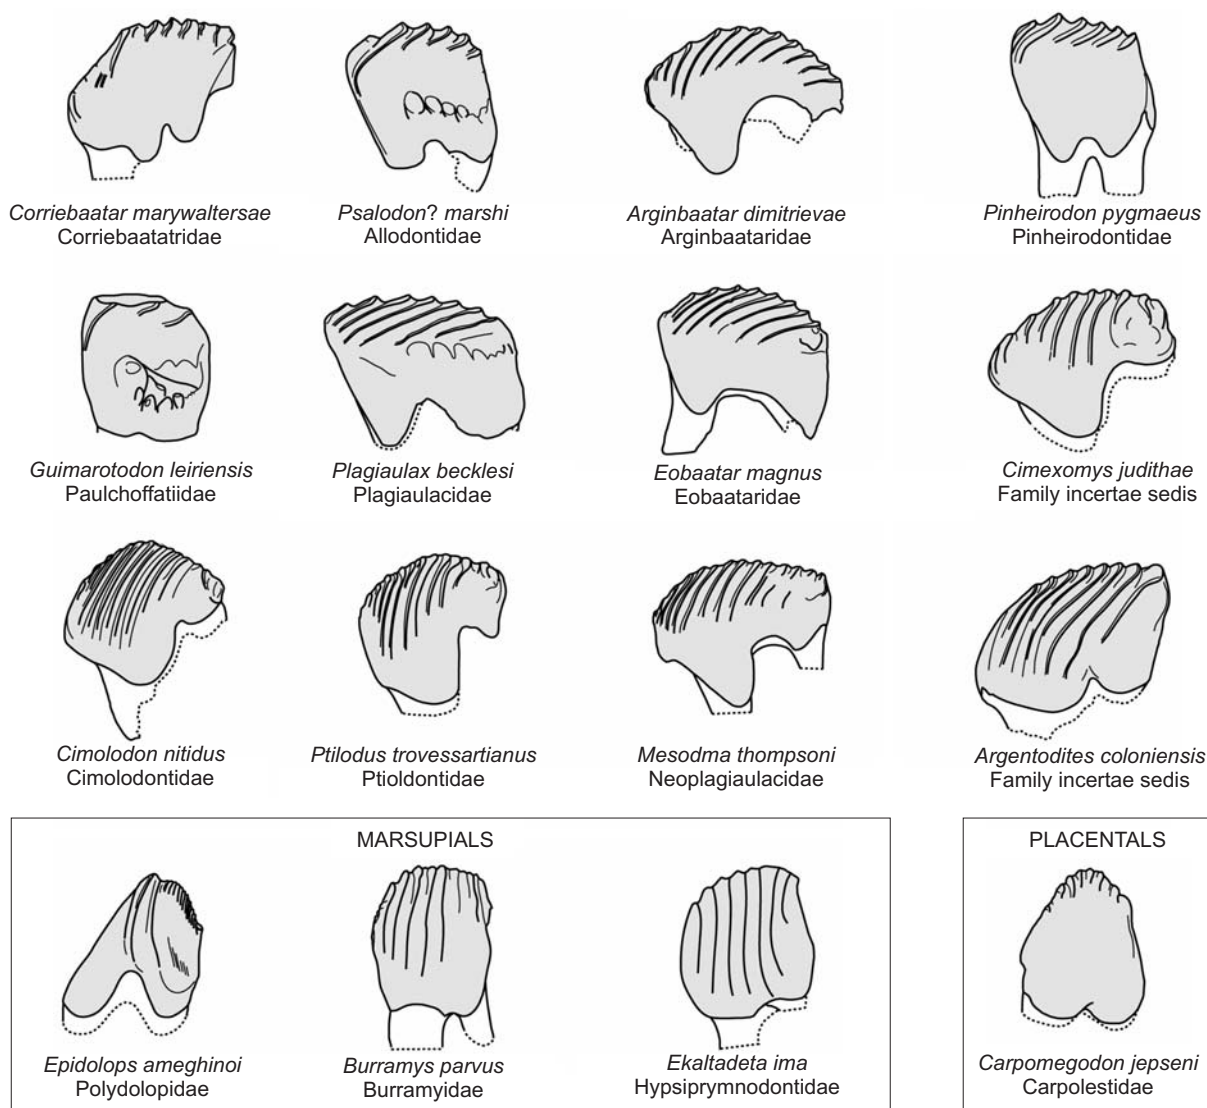 Corriebaatar marywaltersae
Corriebaatatridae
Psalodon? marshi
Allodontidae
Arginbaatar dimitrievae
Arginbaataridae
Pinheirodon pygmaeus
Pinheirodontidae
Guimarotodon leiriensis
Paulchoffatiidae
Plagiaulax becklesi
Plagiaulacidae
Eobaatar magnus
Eobaataridae
Cimexomys judithae
Family incertae sedis
Cimolodon nitidus
Cimolodontidae
Ptilodus trovessartianus
Ptioldontidae
Mesodma thompsoni
Neoplagiaulacidae
Argentodites coloniensis
Family incertae sedis
MARSUPIALS
Epidolops ameghinoi
Polydolopidae
Burramys parvus
Burramyidae
Ekaltadeta ima
Hypsiprymnodontidae
PLACENTALS
Carpomegodon jepseni
Carpolestidae